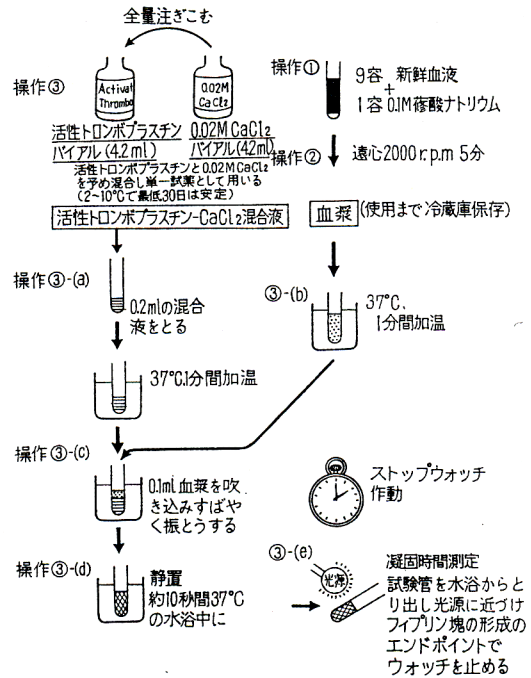 全量注ぎこむ
操作③
Activat
Thrombo
0.02M
CaCl2
活性トロンボプラスチン
バイアル(4.2ml)
0.02M CaCl2
バイアル(42ml)
活性トロンボプラスチンと0.02M CaCl2
を予め混合し単一試薬として用いる
(2~10℃で最低30日は安定)
活性トロンボプラスチン-CaCl2混合液
操作①
9容 新鮮血液
+
1容 0.1M蓚酸ナトリウム
操作②
遠心2000r.p.m 5分
血漿
(使用まで冷蔵庫保存)
操作③-(a)
0.2mlの混合
液をとる
37℃.1分間加温
③-(b)
37℃、
1分間加温
操作③-(c)
0.1ml血漿を吹
き込みすばや
く振とうする
ストップウォッチ
作動
操作③-(d)
静置
約10秒間37℃
の水浴中に
③-(e)
光源
凝固時間測定
試験管を水浴からと
り出し光源に近づけ
フィブリン塊の形成の
エンドポイントで
ウォッチを止める